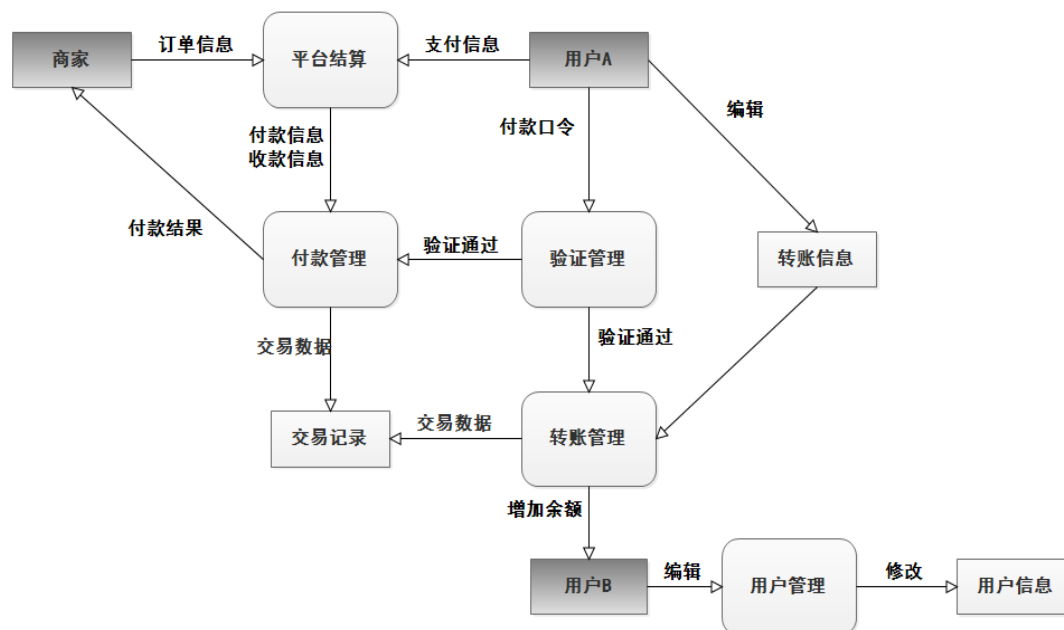 商家
订单信息
平台结算
支付信息
用户A
编辑
付款信息
收款信息
付款口令
付款结果
付款管理
验证通过
验证管理
转账信息
验证通过
交易数据
交易记录
交易数据
转账管理
增加余额
用户B
编辑
用户管理
修改
用户信息